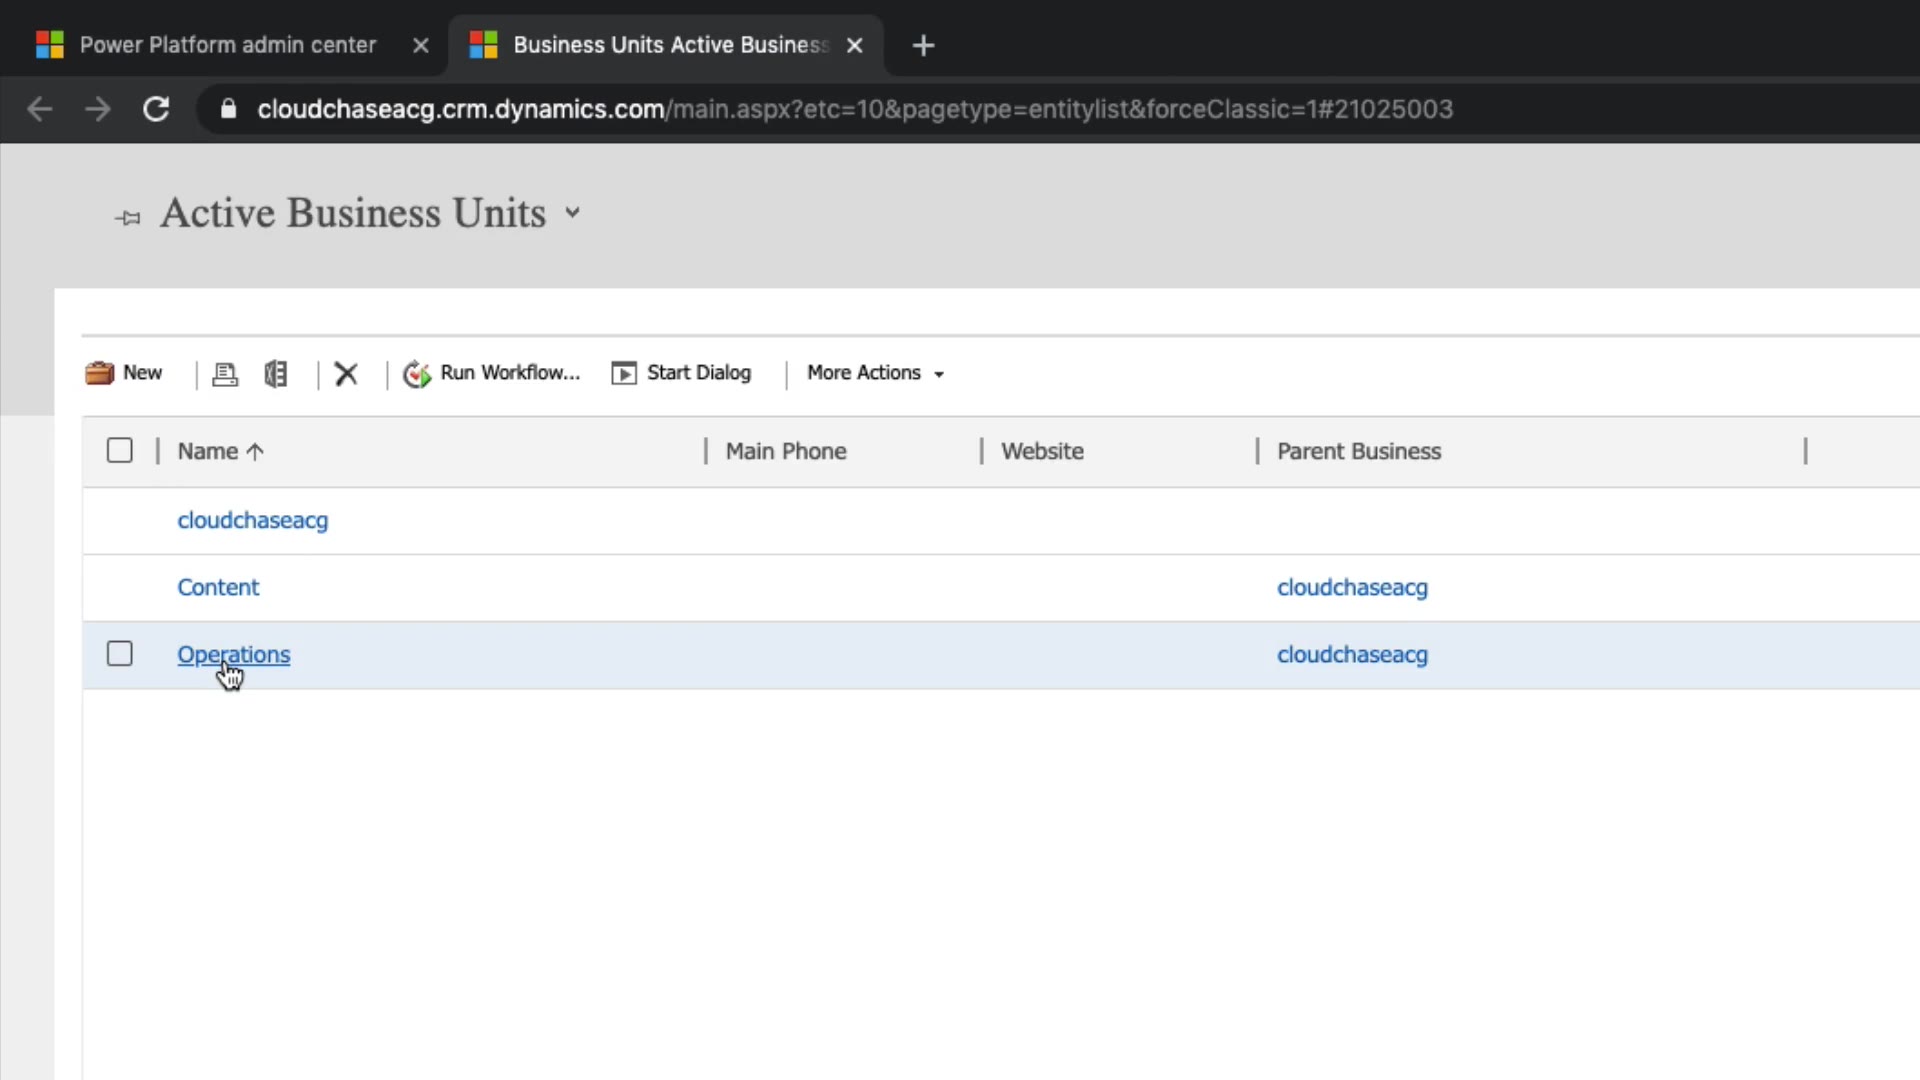 Power Platform admin center
Business Units Active Business
cloudchaseacg.crm.dynamics.com/main.aspx?etc=10&pagetype=entitylist&forceClassic=1#21025003
Active Business Units
New Run Workflow... Start Dialog More Actions
Name Main Phone Website Parent Business
cloudchaseacg
Content cloudchaseacg
Operations cloudchaseacg